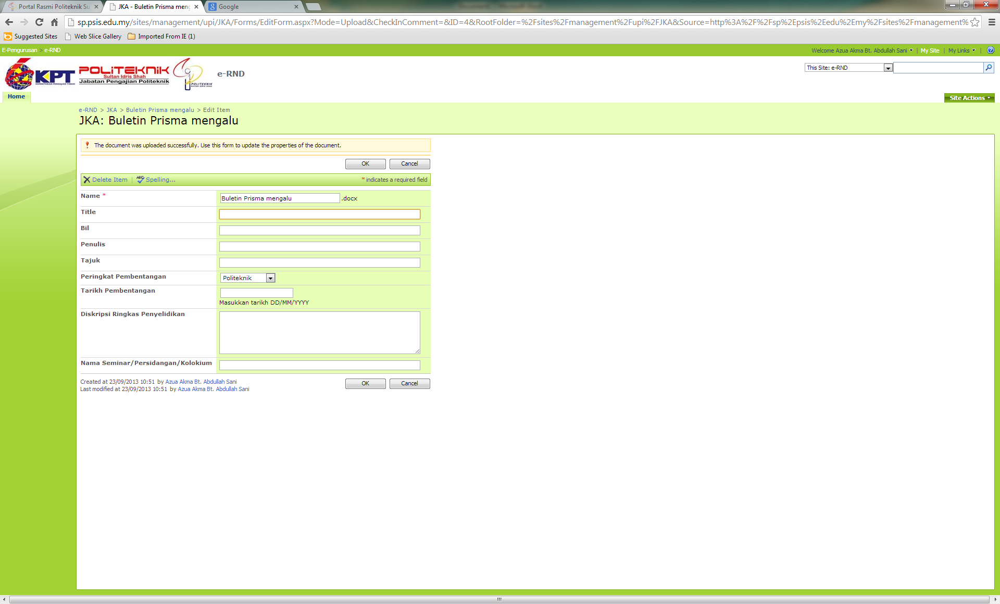 Portal Rasmi Politeknik Su
JKA - Buletin Prisma meng
Google
sp.psis.edu.my/sites/management/upi/JKA/Forms/EditForm.aspx?Mode=Upload&CheckInComment=&ID=4&RootFolder=%2Fsites%2Fmanagement%2Fupi%2FJKA&Source=http%3A%2F%2Fsp%2Epsis%2Eedu%2Emy%2Fsites%2Fmanagement%
Suggested Sites Web Slice Gallery Imported From IE (1)
E-Pengurusan > e-RND
Welcome Azua Akma Bt. Abdullah Sani | My Site | My Links |
KPT
KEMENTERIAN PENGAJIAN TINGGI
POLITEKNIK
Sultan Idris Shah
Jabatan Pengajian Politeknik
POLITEKNIK
SULTAN IDRIS SHAH
e-RND
This Site: e-RND
Home
Site Actions
e-RND > JKA > Buletin Prisma mengalu > Edit Item
JKA: Buletin Prisma mengalu
The document was uploaded successfully. Use this form to update the properties of the document.
OK Cancel
Delete Item | ABC Spelling...
* indicates a required field
Name * Buletin Prisma mengalu .docx
Title
Bil
Penulis
Tajuk
Peringkat Pembentangan Politeknik
Tarikh Pembentangan
Masukkan tarikh DD/MM/YYYY
Diskripsi Ringkas Penyelidikan
Nama Seminar/Persidangan/Kolokium
Created at 23/09/2013 10:51 by Azua Akma Bt. Abdullah Sani
Last modified at 23/09/2013 10:51 by Azua Akma Bt. Abdullah Sani
OK Cancel